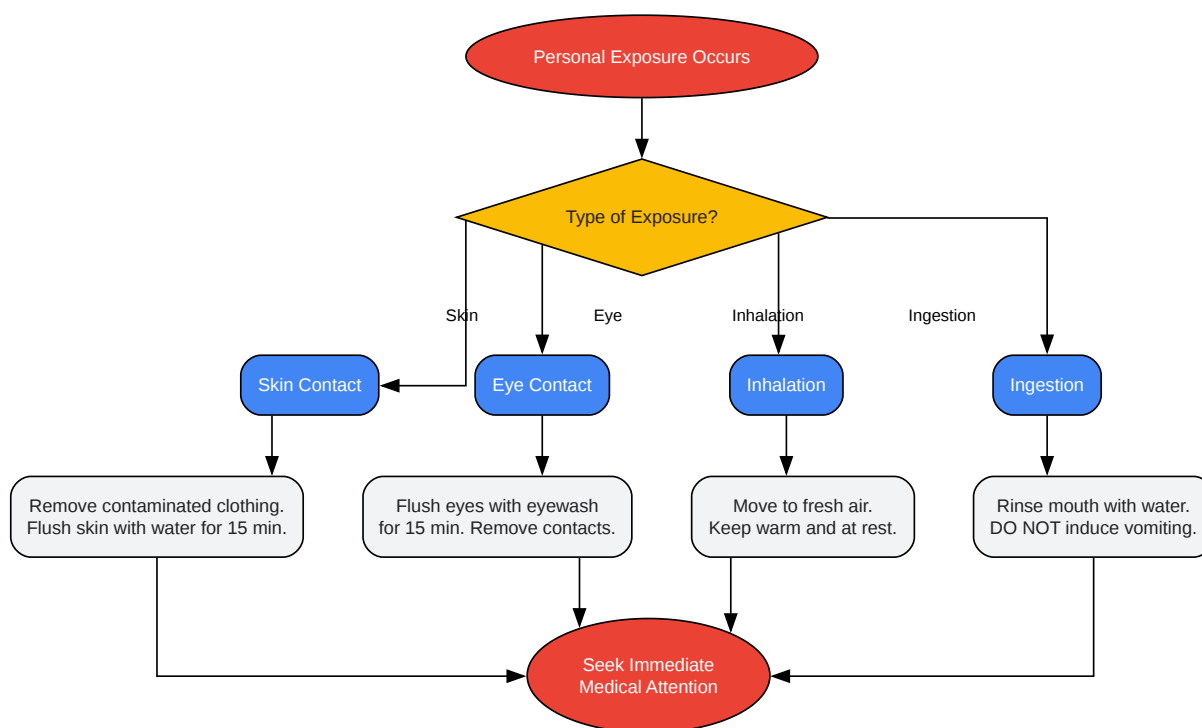 Personal Exposure Occurs
Type of Exposure?
Skin
Eye
Inhalation
Ingestion
Skin Contact
Eye Contact
Inhalation
Ingestion
Remove contaminated clothing.
Flush skin with water for 15 min.
Flush eyes with eyewash
for 15 min. Remove contacts.
Move to fresh air.
Keep warm and at rest.
Rinse mouth with water.
DO NOT induce vomiting.
Seek Immediate
Medical Attention